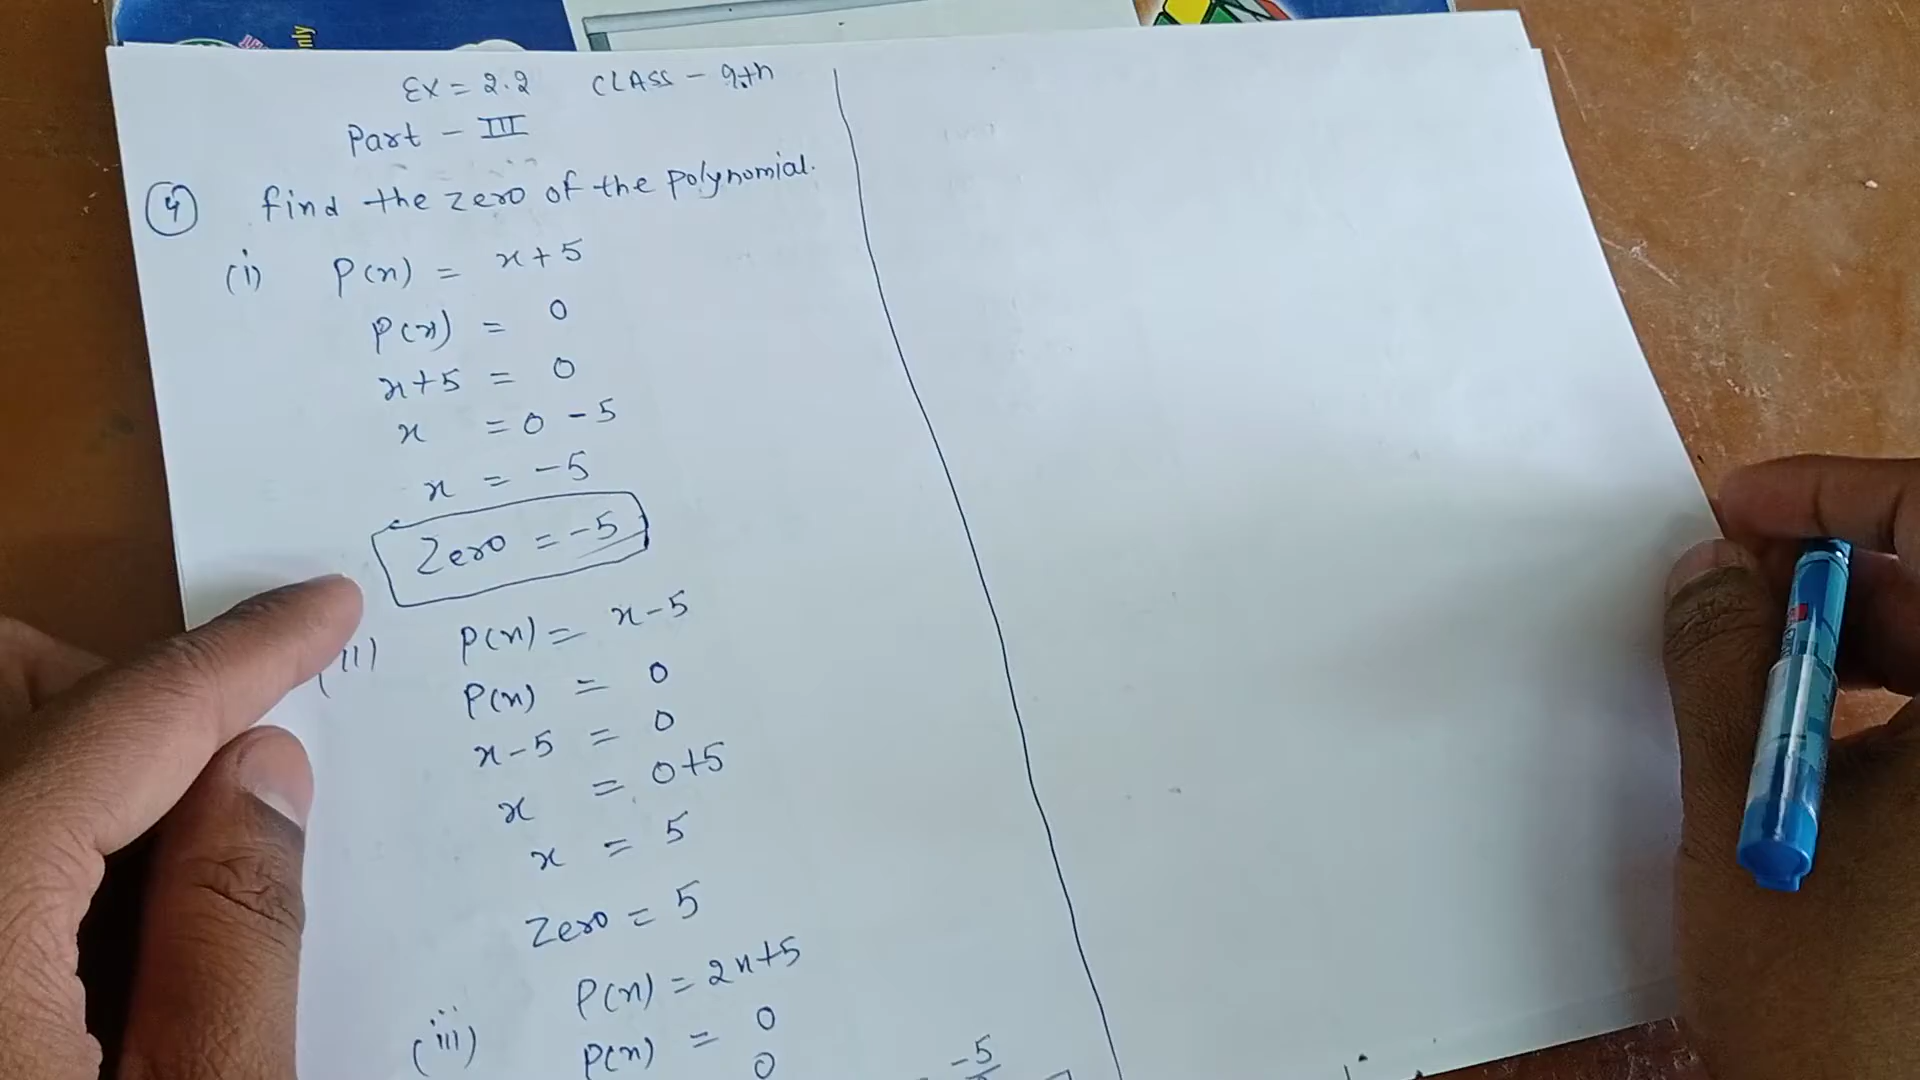 nly
Ex = 2.2 CLASS - 9th
Part - III
(4) find the zero of the polynomial.
(i) P(x) = x+5
P(x) = 0
x+5 = 0
x = 0 - 5
x = -5
Zero = -5
(ii) P(x) = x-5
P(x) = 0
x-5 = 0
x = 0+5
x = 5
Zero = 5
(iii) P(x) = 2x+5
P(x) = 0
0
-5